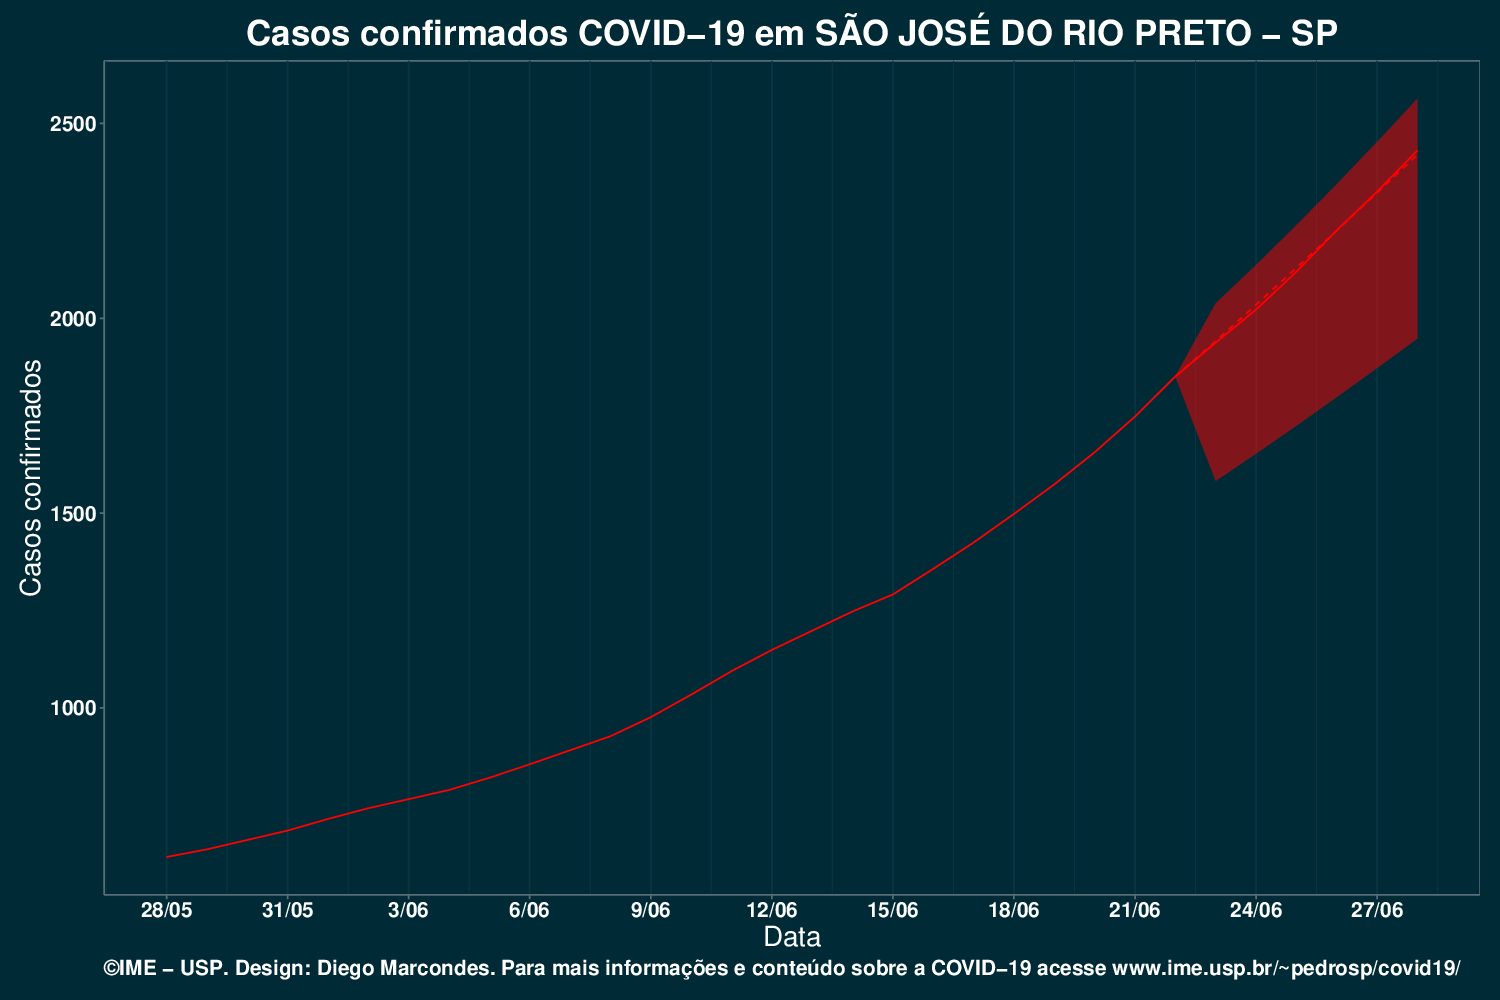 Casos confirmados COVID−19 em SÃO JOSÉ DO RIO PRETO − SP
Casos confirmados
2500
2000
1500
1000
28/05 31/05 3/06 6/06 9/06 12/06 15/06 18/06 21/06 24/06 27/06
Data
©IME − USP. Design: Diego Marcondes. Para mais informações e conteúdo sobre a COVID−19 acesse www.ime.usp.br/~pedrosp/covid19/